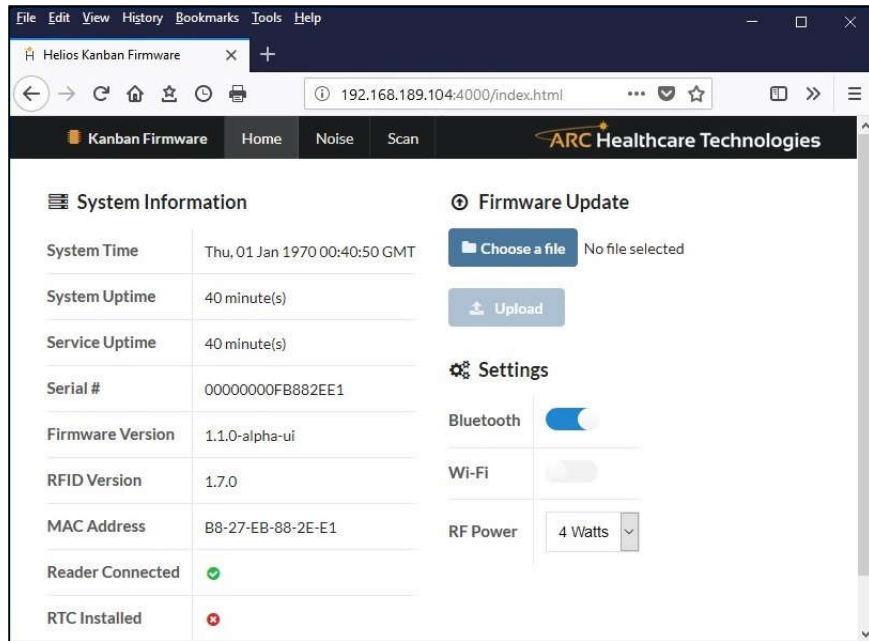 File Edit View History Bookmarks Tools Help
Helios Kanban Firmware
192.168.189.104:4000/index.html
Kanban Firmware Home Noise Scan ARC Healthcare Technologies
System Information
System Time Thu, 01 Jan 1970 00:40:50 GMT
System Uptime 40 minute(s)
Service Uptime 40 minute(s)
Serial # 00000000FB882EE1
Firmware Version 1.1.0-alpha-ui
RFID Version 1.7.0
MAC Address B8-27-EB-88-2E-E1
Reader Connected
RTC Installed
Firmware Update
Choose a file No file selected
Upload
Settings
Bluetooth
Wi-Fi
RF Power 4 Watts